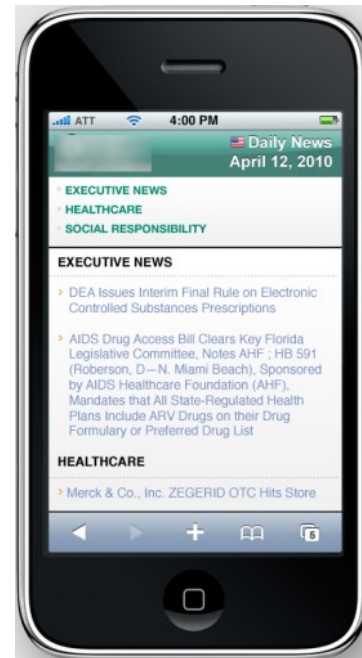 ATT 4:00 PM
Daily News
April 12, 2010
EXECUTIVE NEWS
HEALTHCARE
SOCIAL RESPONSIBILITY
EXECUTIVE NEWS
> DEA Issues Interim Final Rule on Electronic
Controlled Substances Prescriptions
> AIDS Drug Access Bill Clears Key Florida
Legislative Committee, Notes AHF ; HB 591
(Roberson, D—N. Miami Beach), Sponsored
by AIDS Healthcare Foundation (AHF),
Mandates that All State-Regulated Health
Plans Include ARV Drugs on their Drug
Formulary or Preferred Drug List
HEALTHCARE
> Merck & Co., Inc. ZEGERID OTC Hits Store
5